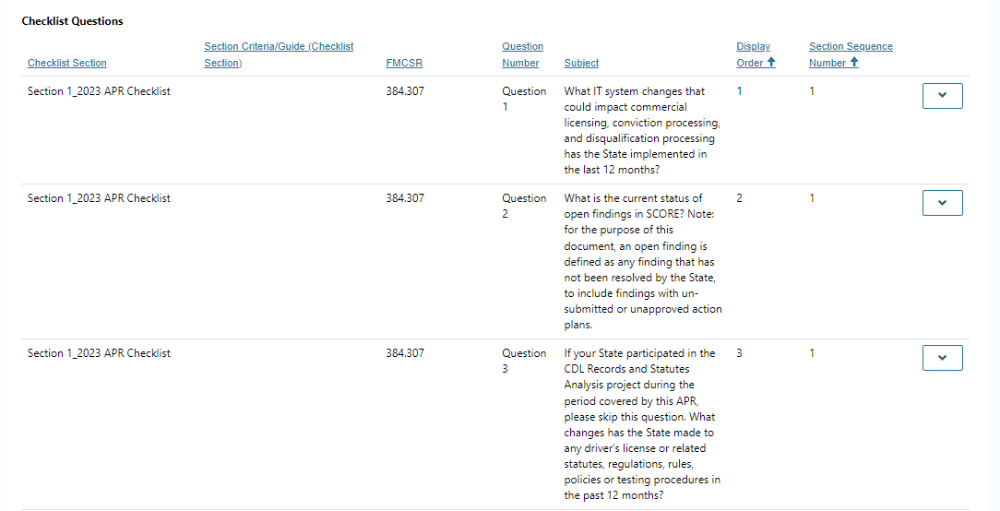 Checklist Questions
Checklist Section
Section Criteria/Guide (Checklist
Section)
FMCSR
Question
Number
Subject
Display
Order
Section Sequence
Number
Section 1_2023 APR Checklist
384.307
Question
1
What IT system changes that
could impact commercial
licensing, conviction processing,
and disqualification processing
has the State implemented in
the last 12 months?
1
1
Section 1_2023 APR Checklist
384.307
Question
2
What is the current status of
open findings in SCORE? Note:
for the purpose of this
document, an open finding is
defined as any finding that has
not been resolved by the State,
to include findings with un-
submitted or unapproved action
plans.
2
1
Section 1_2023 APR Checklist
384.307
Question
3
If your State participated in the
CDL Records and Statutes
Analysis project during the
period covered by this APR,
please skip this question. What
changes has the State made to
any driver's license or related
statutes, regulations, rules,
policies or testing procedures in
the past 12 months?
3
1